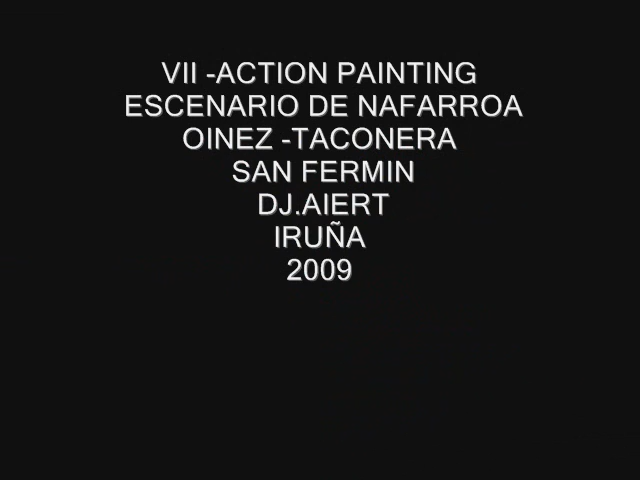 VII -ACTION PAINTING
ESCENARIO DE NAFARROA
OINEZ -TACONERA
SAN FERMIN
DJ.AIERT
IRUÑA
2009